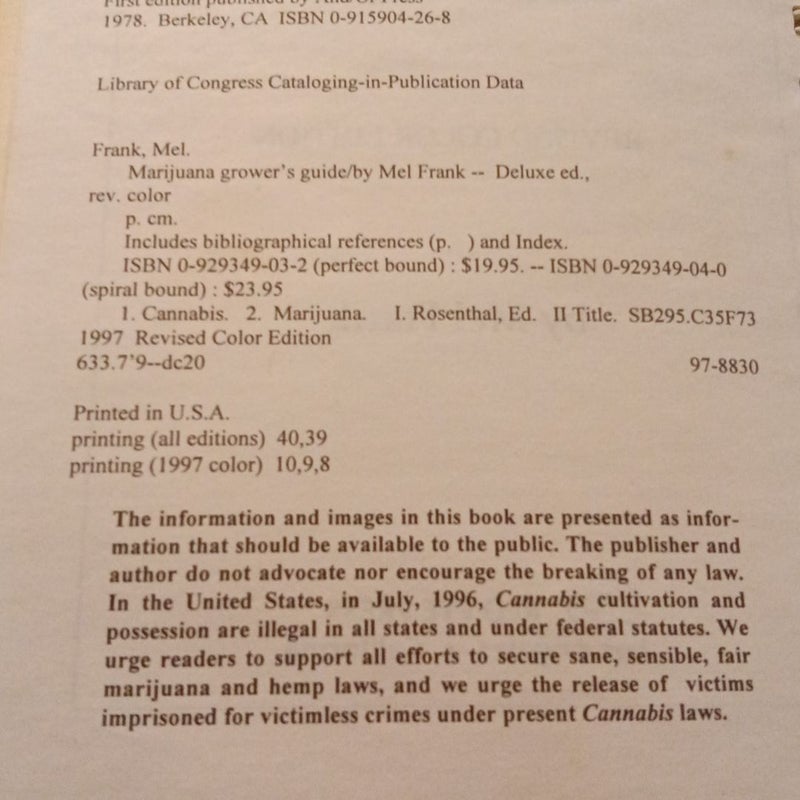 First edition published by And/Or Press
1978. Berkeley, CA ISBN 0-915904-26-8
Library of Congress Cataloging-in-Publication Data
Frank, Mel.
Marijuana grower's guide/by Mel Frank -- Deluxe ed.,
rev. color
p. cm.
Includes bibliographical references (p. ) and Index.
ISBN 0-929349-03-2 (perfect bound) : $19.95. -- ISBN 0-929349-04-0
(spiral bound) : $23.95
1. Cannabis. 2. Marijuana. I. Rosenthal, Ed. II Title. SB295.C35F73
1997 Revised Color Edition
633.7'9--dc20 97-8830
Printed in U.S.A.
printing (all editions) 40,39
printing (1997 color) 10,9,8
The information and images in this book are presented as infor-
mation that should be available to the public. The publisher and
author do not advocate nor encourage the breaking of any law.
In the United States, in July, 1996, Cannabis cultivation and
possession are illegal in all states and under federal statutes. We
urge readers to support all efforts to secure sane, sensible, fair
marijuana and hemp laws, and we urge the release of victims
imprisoned for victimless crimes under present Cannabis laws.